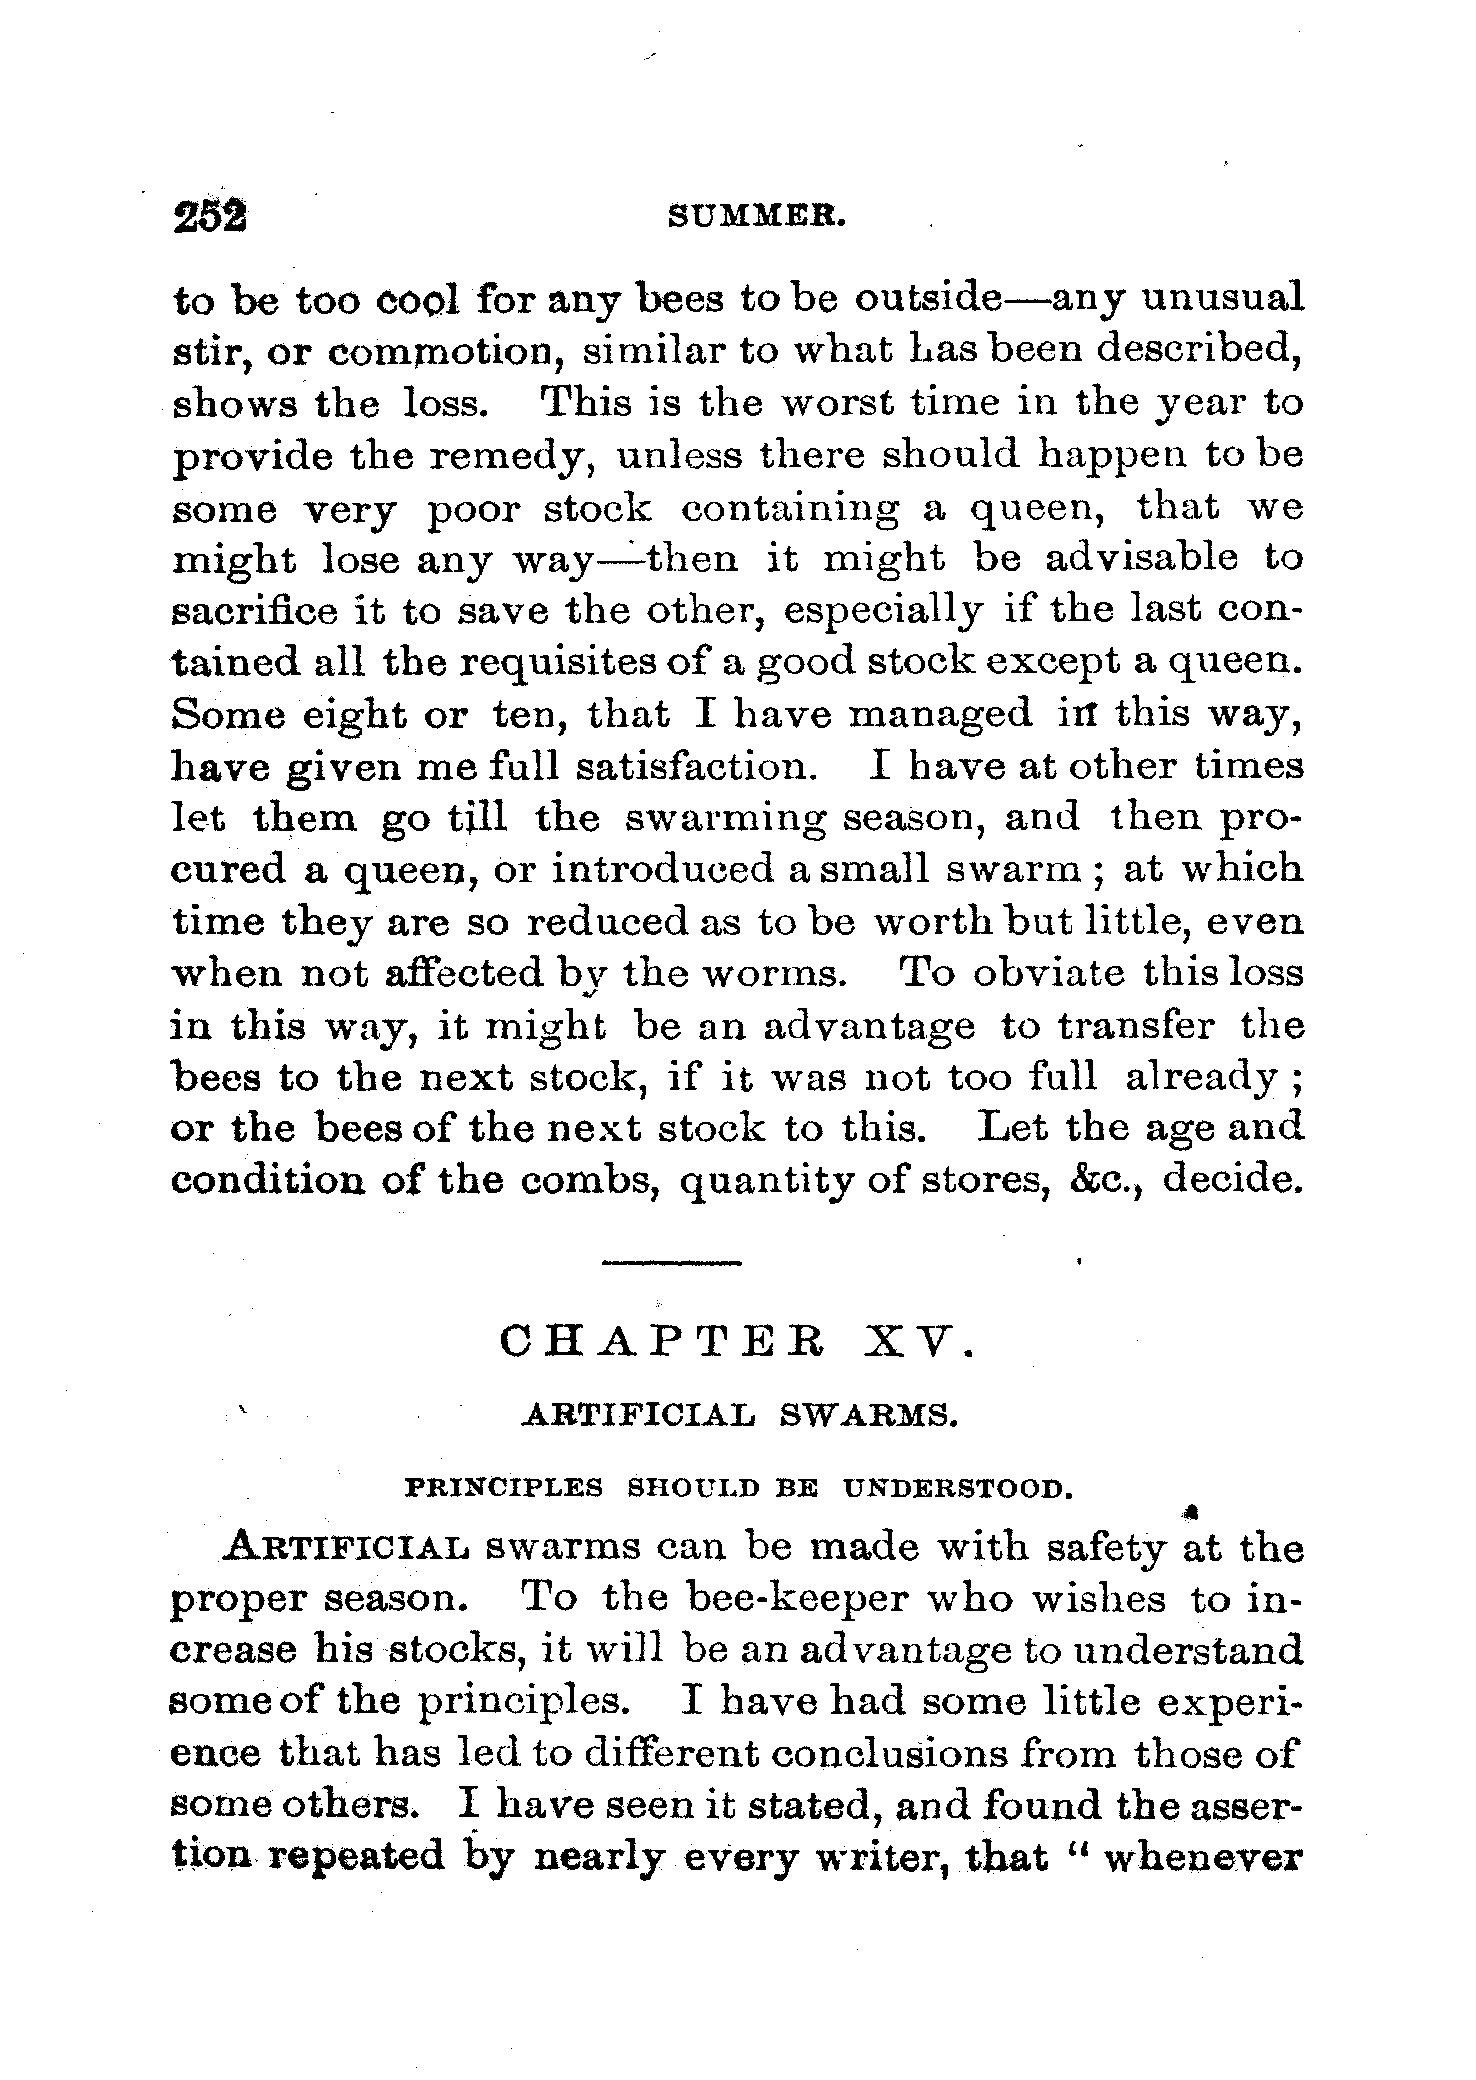 252 SUMMER.
to be too cool for any bees to be outside—any unusual
stir, or commotion, similar to what has been described,
shows the loss. This is the worst time in the year to
provide the remedy, unless there should happen to be
some very poor stock containing a queen, that we
might lose any way—then it might be advisable to
sacrifice it to save the other, especially if the last con-
tained all the requisites of a good stock except a queen.
Some eight or ten, that I have managed in this way,
have given me full satisfaction. I have at other times
let them go till the swarming season, and then pro-
cured a queen, or introduced a small swarm ; at which
time they are so reduced as to be worth but little, even
when not affected by the worms. To obviate this loss
in this way, it might be an advantage to transfer the
bees to the next stock, if it was not too full already ;
or the bees of the next stock to this. Let the age and
condition of the combs, quantity of stores, &c., decide.
CHAPTER XV.
ARTIFICIAL SWARMS.
PRINCIPLES SHOULD BE UNDERSTOOD.
ARTIFICIAL swarms can be made with safety at the
proper season. To the bee-keeper who wishes to in-
crease his stocks, it will be an advantage to understand
some of the principles. I have had some little experi-
ence that has led to different conclusions from those of
some others. I have seen it stated, and found the asser-
tion repeated by nearly every writer, that " whenever